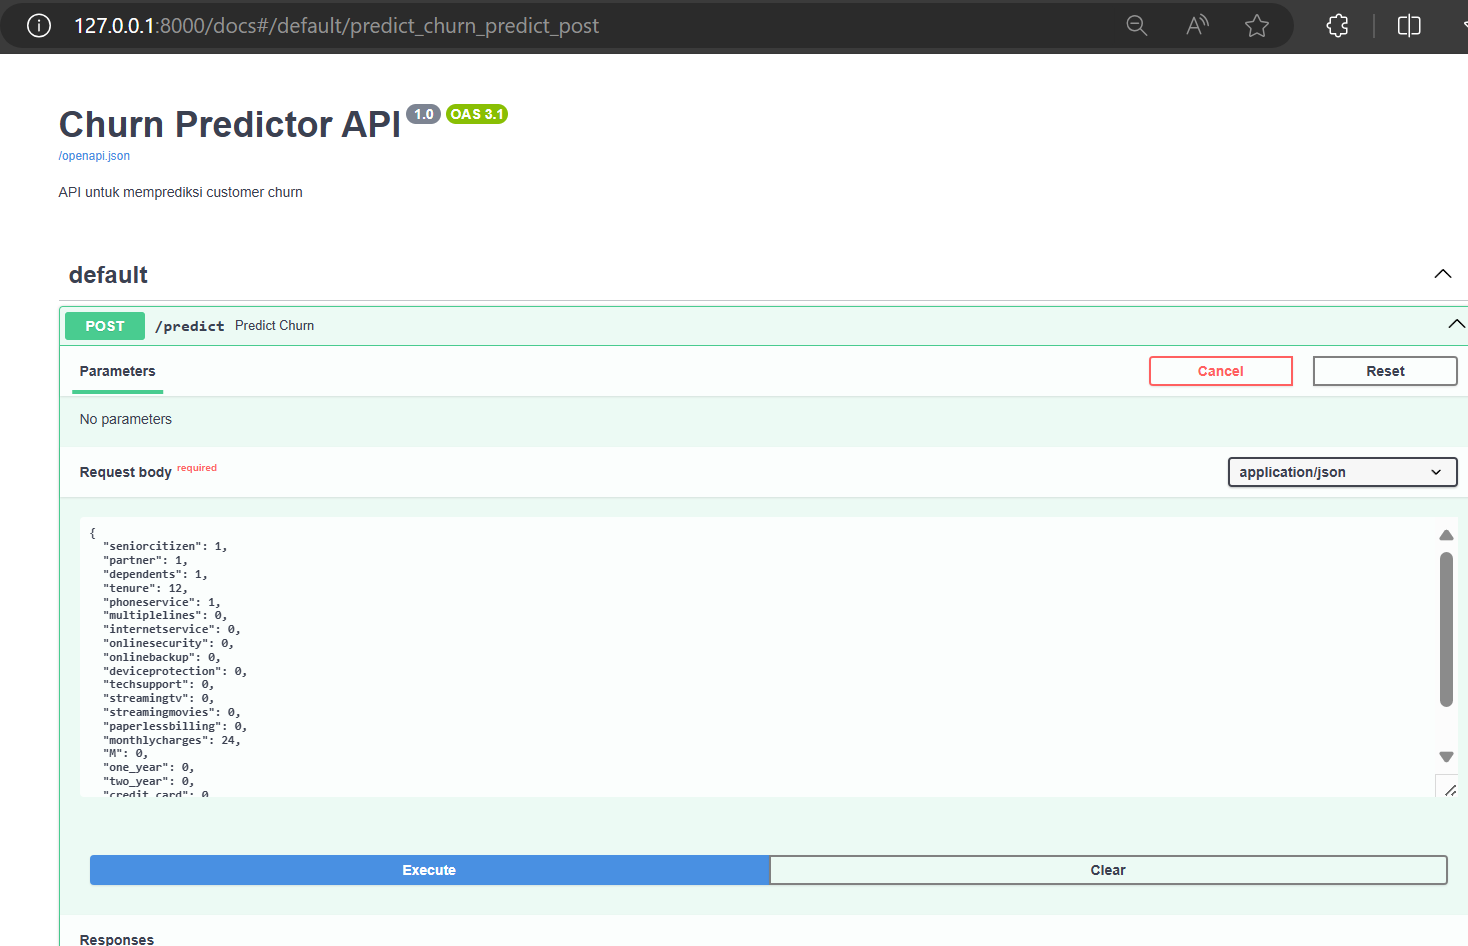 127.0.0.1:8000/docs#/default/predict_churn_predict_post
Churn Predictor API 1.0 OAS 3.1
/openapi.json
API untuk memprediksi customer churn
default
POST /predict Predict Churn
Parameters
Cancel
Reset
No parameters
Request body required
application/json
{
"seniorcitizen": 1,
"partner": 1,
"dependents": 1,
"tenure": 12,
"phoneservice": 1,
"multiplelines": 0,
"internetservice": 0,
"onlinesecurity": 0,
"onlinebackup": 0,
"deviceprotection": 0,
"techsupport": 0,
"streamingtv": 0,
"streamingmovies": 0,
"paperlessbilling": 0,
"monthlycharges": 24,
"M": 0,
"one_year": 0,
"two_year": 0,
"credit_card": 0
Execute
Clear
Responses